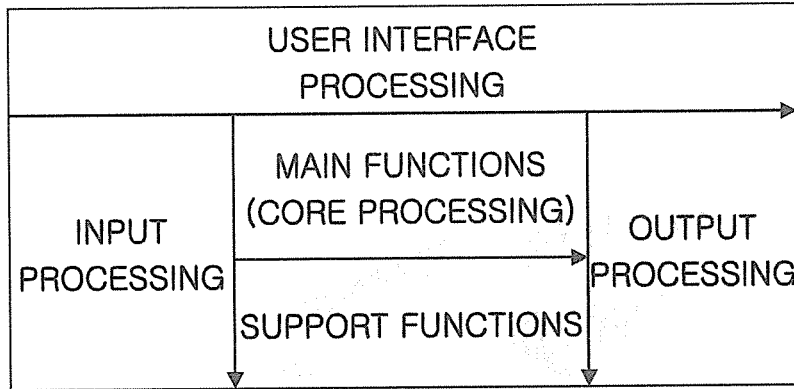 USER INTERFACE
PROCESSING
MAIN FUNCTIONS
(CORE PROCESSING)
INPUT
PROCESSING
OUTPUT
PROCESSING
SUPPORT FUNCTIONS